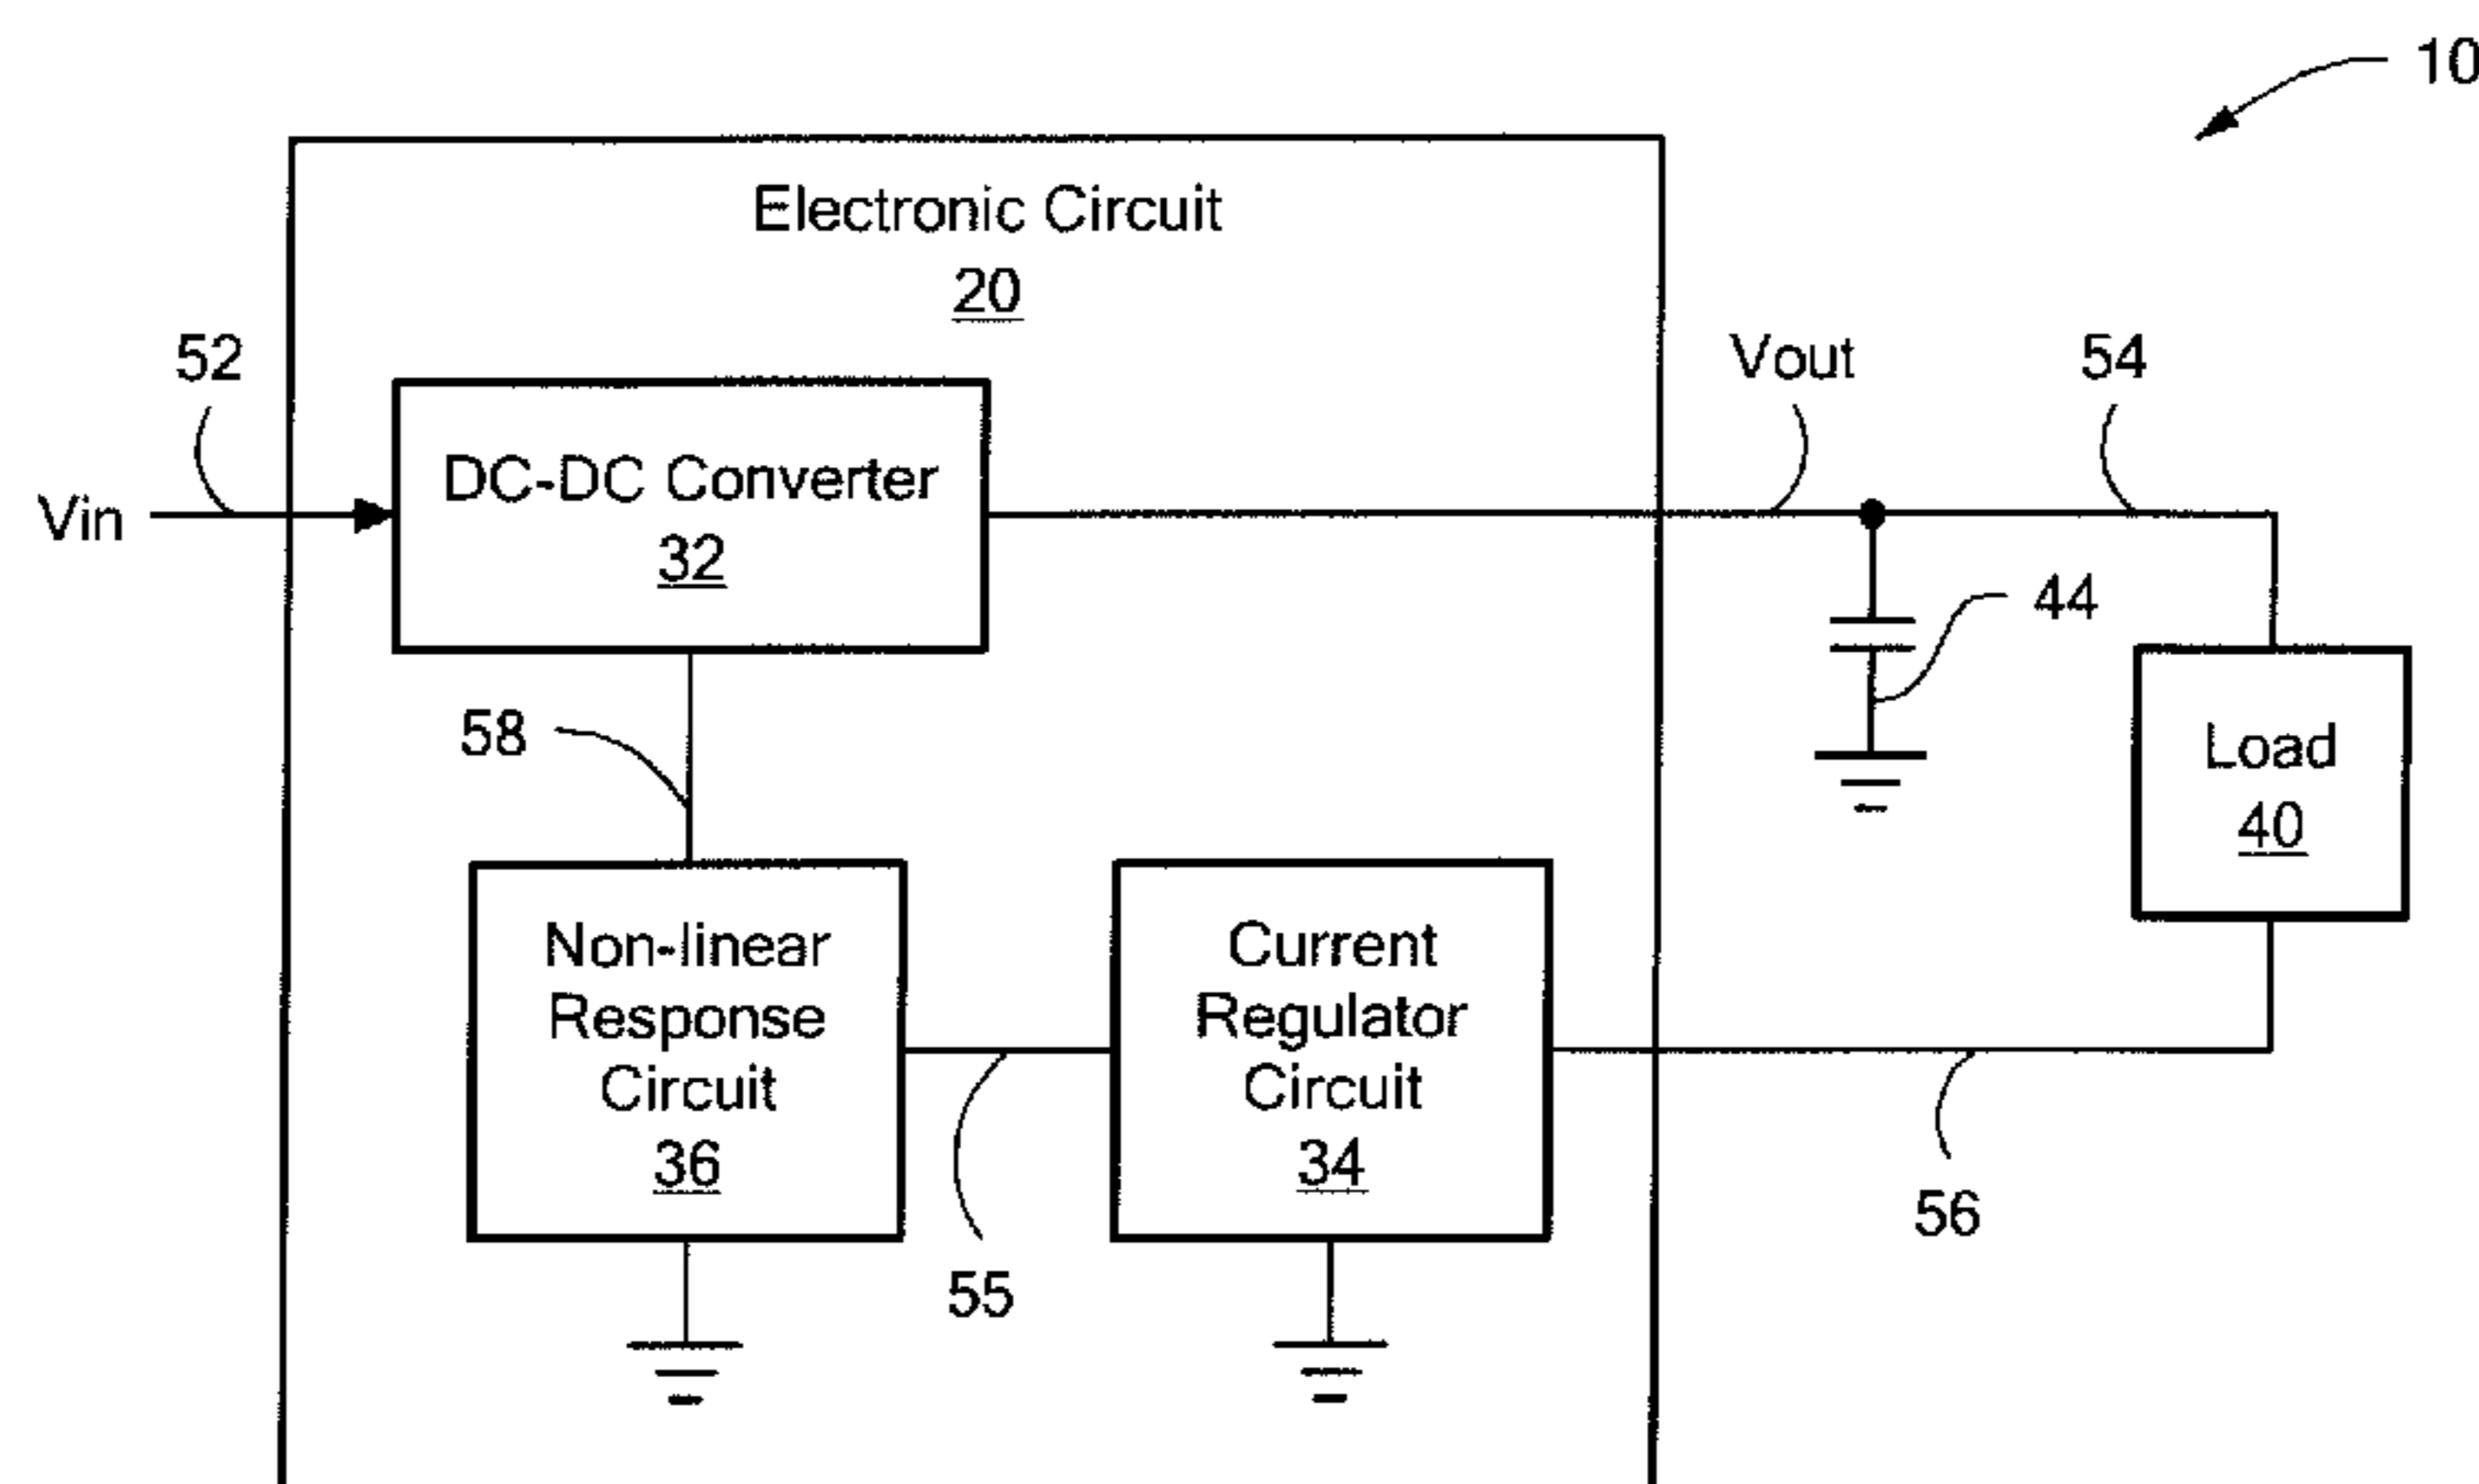 10
Electronic Circuit
20
52
Vout
54
Vin
DC-DC Converter
32
44
58
Load
40
Non-linear
Response
Circuit
36
Current
Regulator
Circuit
34
55
56